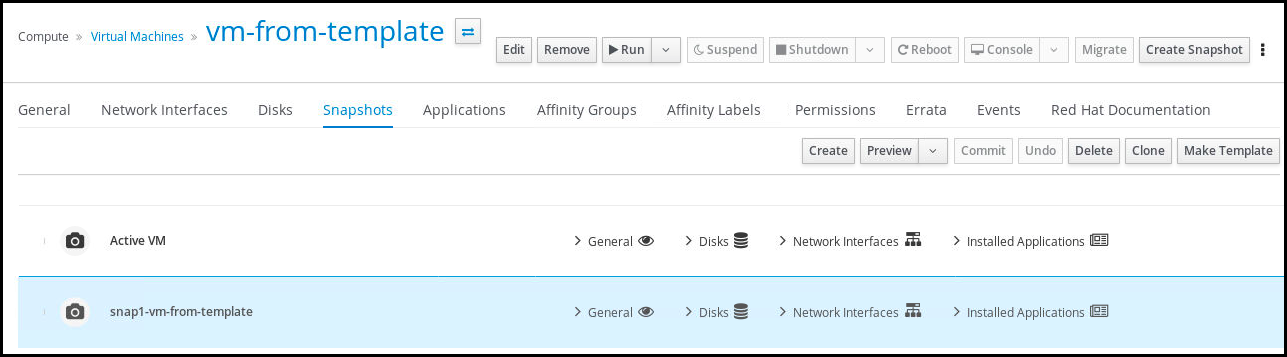 Compute » Virtual Machines » vm-from-template
Edit Remove Run Suspend Shutdown Reboot Console Migrate Create Snapshot
General Network Interfaces Disks Snapshots Applications Affinity Groups Affinity Labels Permissions Errata Events Red Hat Documentation
Create Preview Commit Undo Delete Clone Make Template
Active VM General Disks Network Interfaces Installed Applications
snap1-vm-from-template General Disks Network Interfaces Installed Applications